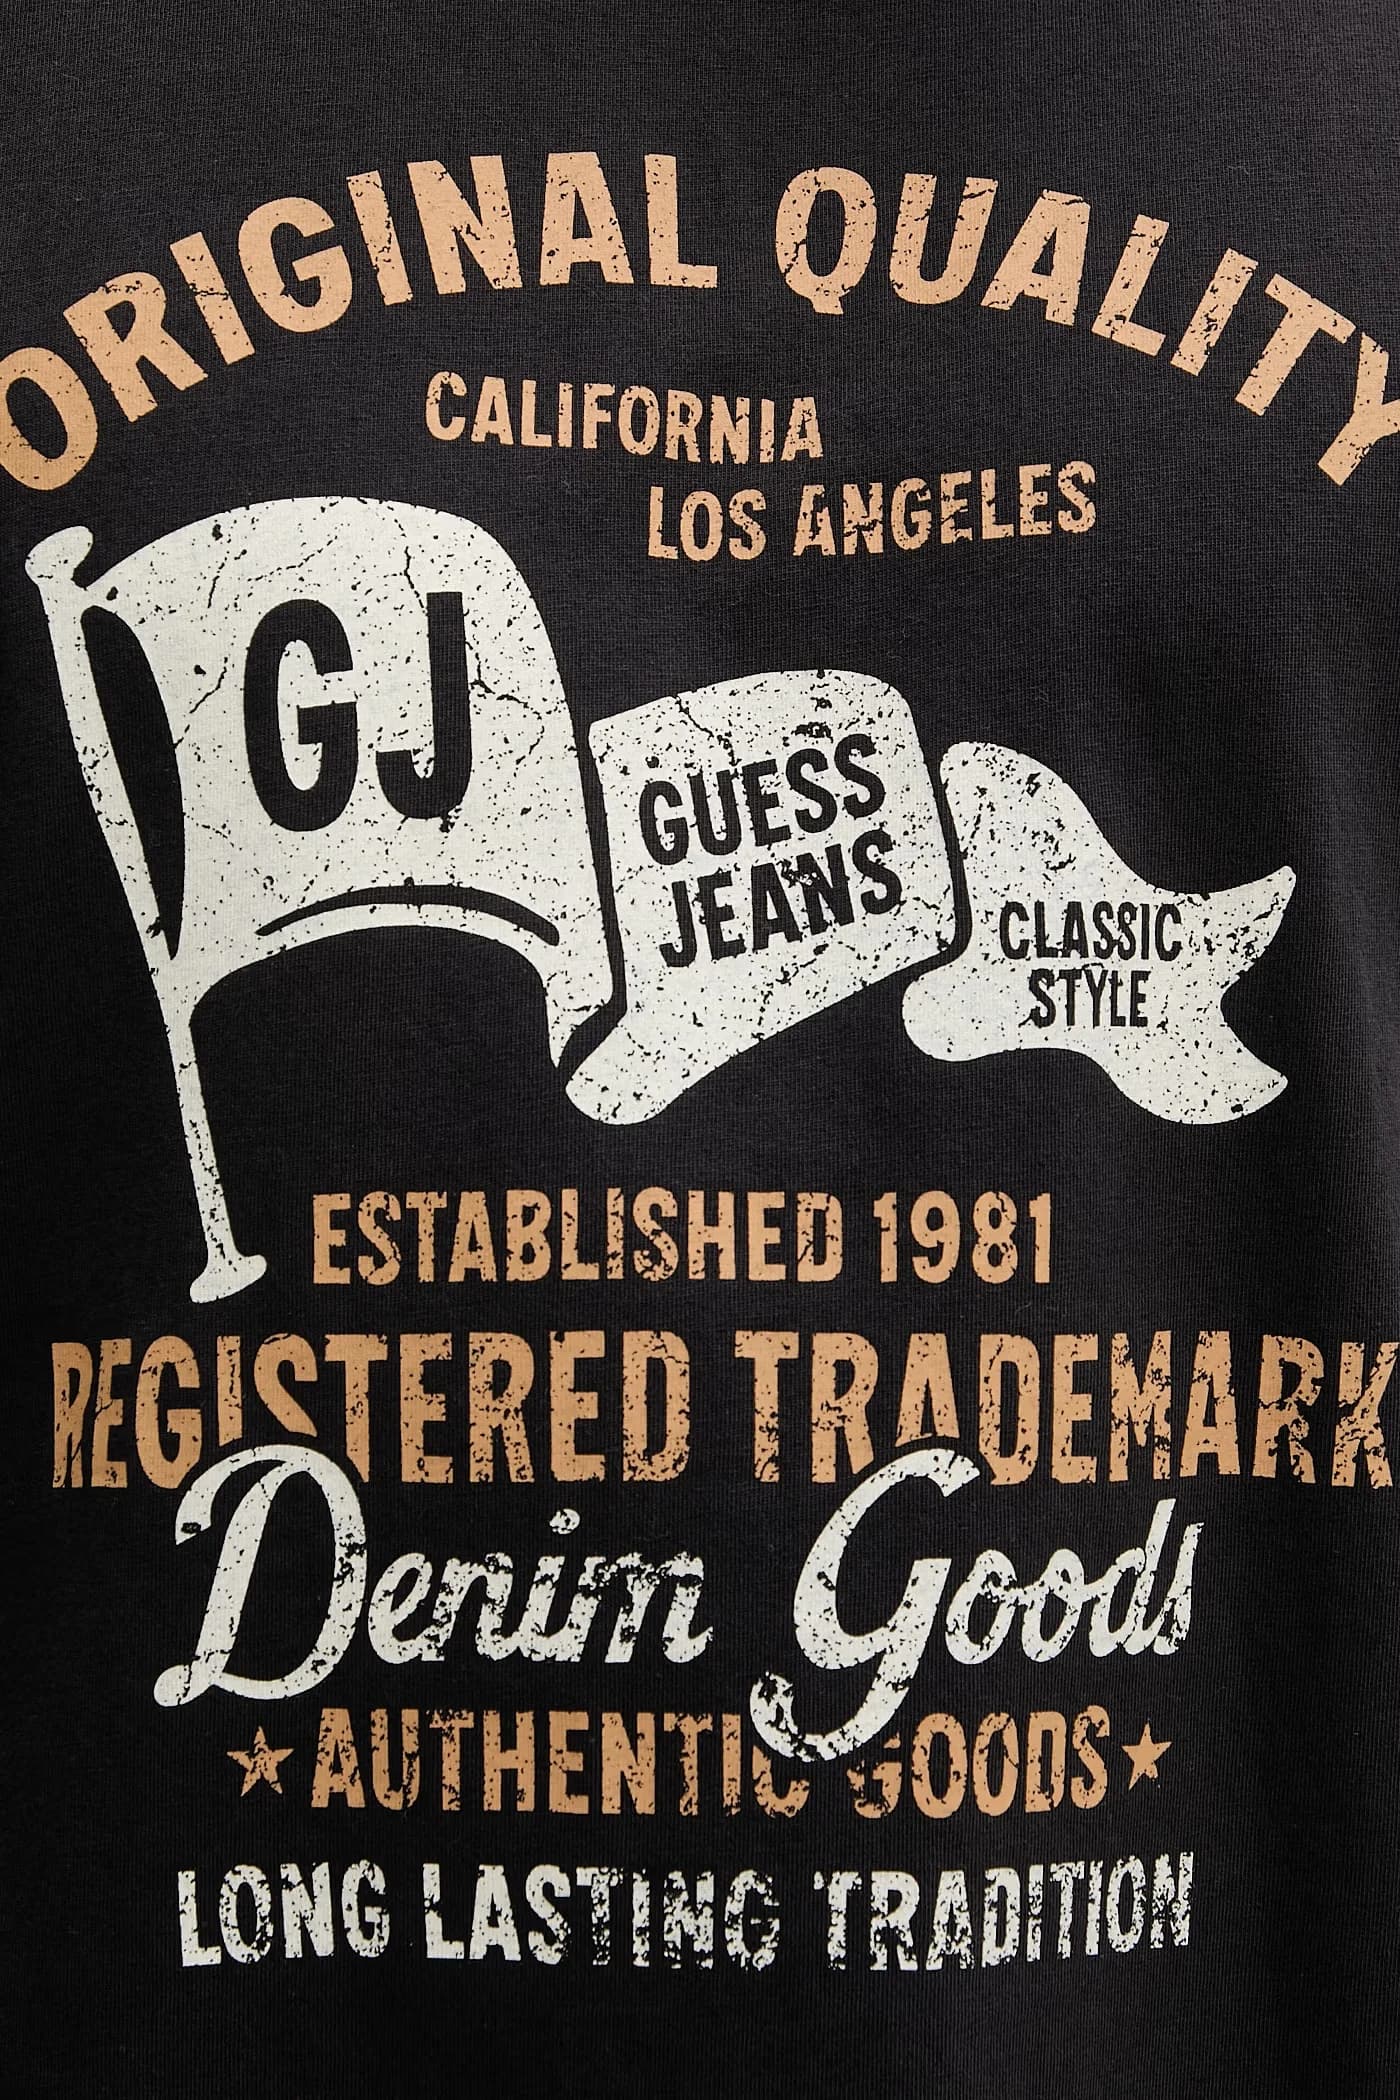 ORIGINAL QUALITY
CALIFORNIA
LOS ANGELES
GJ
GUESS
JEANS
CLASSIC
STYLE
ESTABLISHED 1981
REGISTERED TRADEMARK
Denim Goods
★ AUTHENTIC GOODS ★
LONG LASTING TRADITION